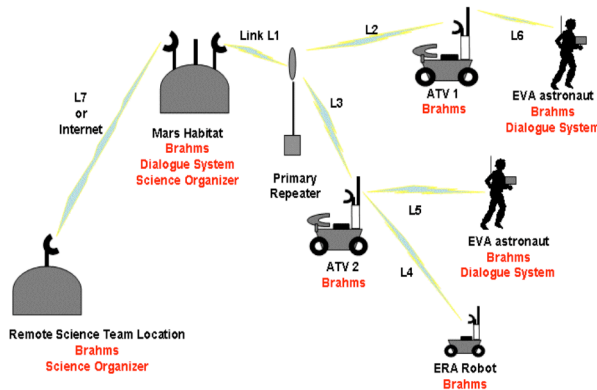 Link L1
L2
L6
L7
or
Internet
L3
ATV 1
Brahms
EVA astronaut
Brahms
Dialogue System
Mars Habitat
Brahms
Dialogue System
Science Organizer
Primary
Repeater
L5
ATV 2
Brahms
L4
EVA astronaut
Brahms
Dialogue System
Remote Science Team Location
Brahms
Science Organizer
ERA Robot
Brahms